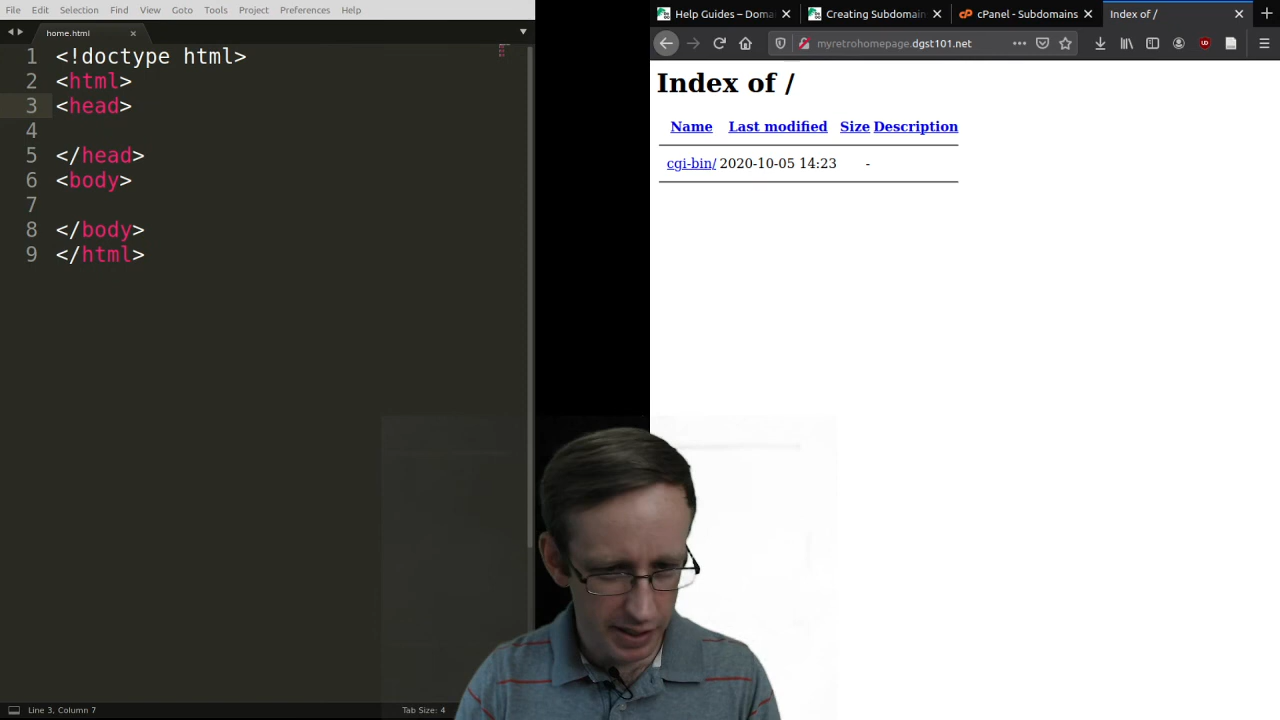 File Edit Selection View Find Goto Tools Project Preferences Help
home.html
1 <!doctype html>
2 <html>
3 <head>
4
5 </head>
6 <body>
7
8 </body>
9 </html>
Line 3, Column 7
Tab Size: 4
Help Guides – Doma
Creating Subdomain
cPanel - Subdomains
Index of /
myretrohomepage.dgst101.net
Index of /
Name Last modified Size Description
cgi-bin/ 2020-10-05 14:23 -